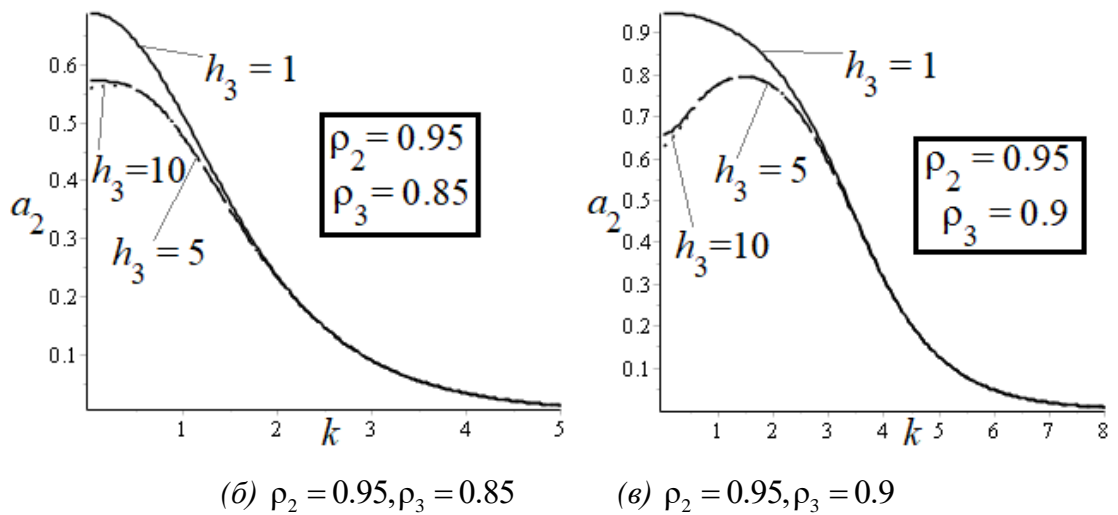 0.6
0.5
0.4
0.3
0.2
0.1
a₂
h₃ = 1
h₃=10
h₃ = 5
ρ₂ = 0.95
ρ₃ = 0.85
1
2
3
4
5
k
0.9
0.8
0.7
0.6
0.5
0.4
0.3
0.2
0.1
a₂
h₃ = 1
h₃ = 5
h₃=10
ρ₂ = 0.95
ρ₃ = 0.9
1
2
3
4
5
6
7
8
k
(б) ρ₂ = 0.95, ρ₃ = 0.85
(в) ρ₂ = 0.95, ρ₃ = 0.9